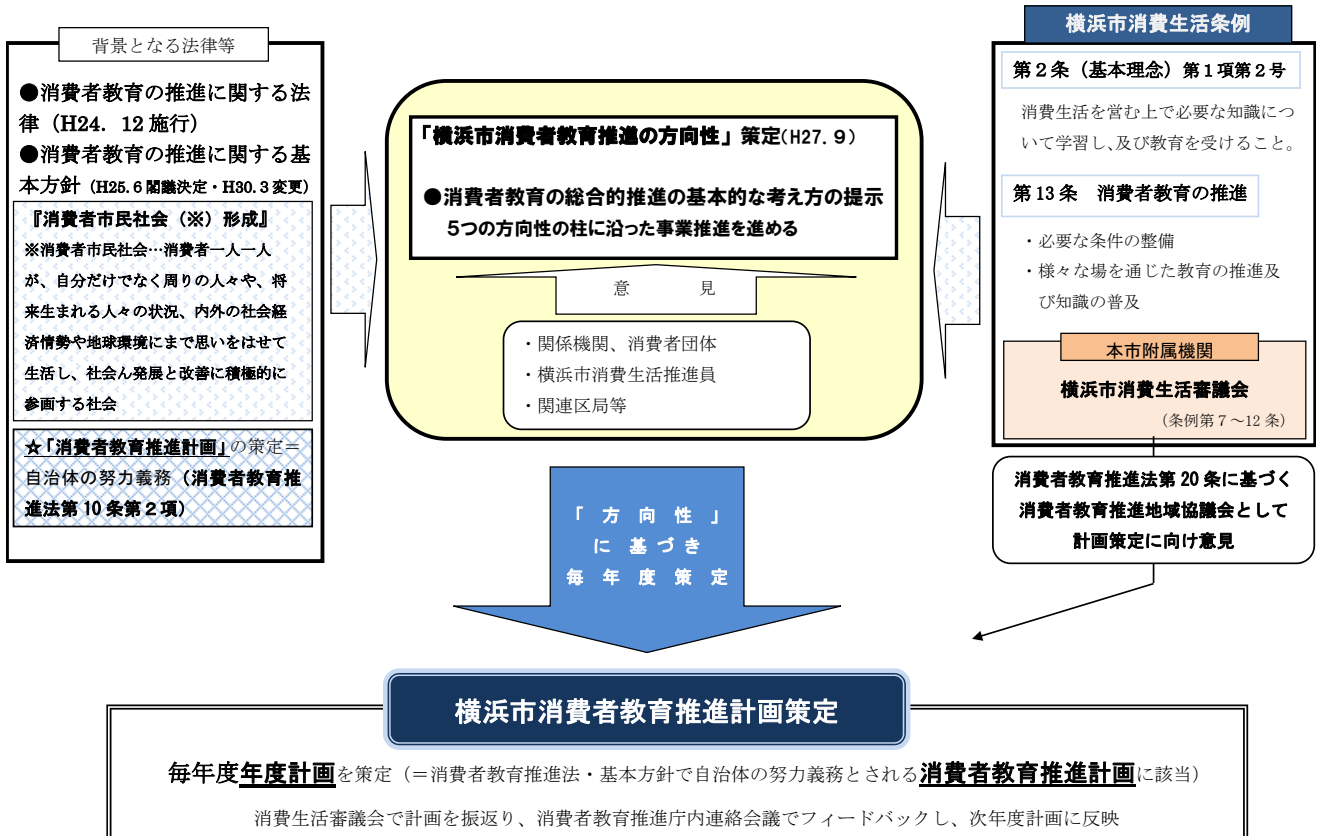 背景となる法律等
●消費者教育の推進に関する法
律（H24．12 施行）
●消費者教育の推進に関する基
本方針（H25.6 閣議決定・H30.3 変更）
『消費者市民社会（※）形成』
※消費者市民社会…消費者一人一人
が、自分だけでなく周りの人々や、将
来生まれる人々の状況、内外の社会経
済情勢や地球環境にまで思いをはせて
生活し、社会ん発展と改善に積極的に
参画する社会
☆「消費者教育推進計画」の策定＝
自治体の努力義務（消費者教育推
進法第 10 条第２項）
「横浜市消費者教育推進の方向性」策定(H27．9)
●消費者教育の総合的推進の基本的な考え方の提示
５つの方向性の柱に沿った事業推進を進める
意　見
・関係機関、消費者団体
・横浜市消費生活推進員
・関連区局等
横浜市消費生活条例
第２条（基本理念）第１項第２号
消費生活を営む上で必要な知識につ
いて学習し、及び教育を受けること。
第 13 条　消費者教育の推進
・必要な条件の整備
・様々な場を通じた教育の推進及
び知識の普及
本市附属機関
横浜市消費生活審議会
（条例第７～12 条）
消費者教育推進法第 20 条に基づく
消費者教育推進地域協議会として
計画策定に向け意見
「方向性」
に基づき
毎年度策定
横浜市消費者教育推進計画策定
毎年度年度計画を策定（＝消費者教育推進法・基本方針で自治体の努力義務とされる消費者教育推進計画に該当）
消費生活審議会で計画を振返り、消費者教育推進庁内連絡会議でフィードバックし、次年度計画に反映